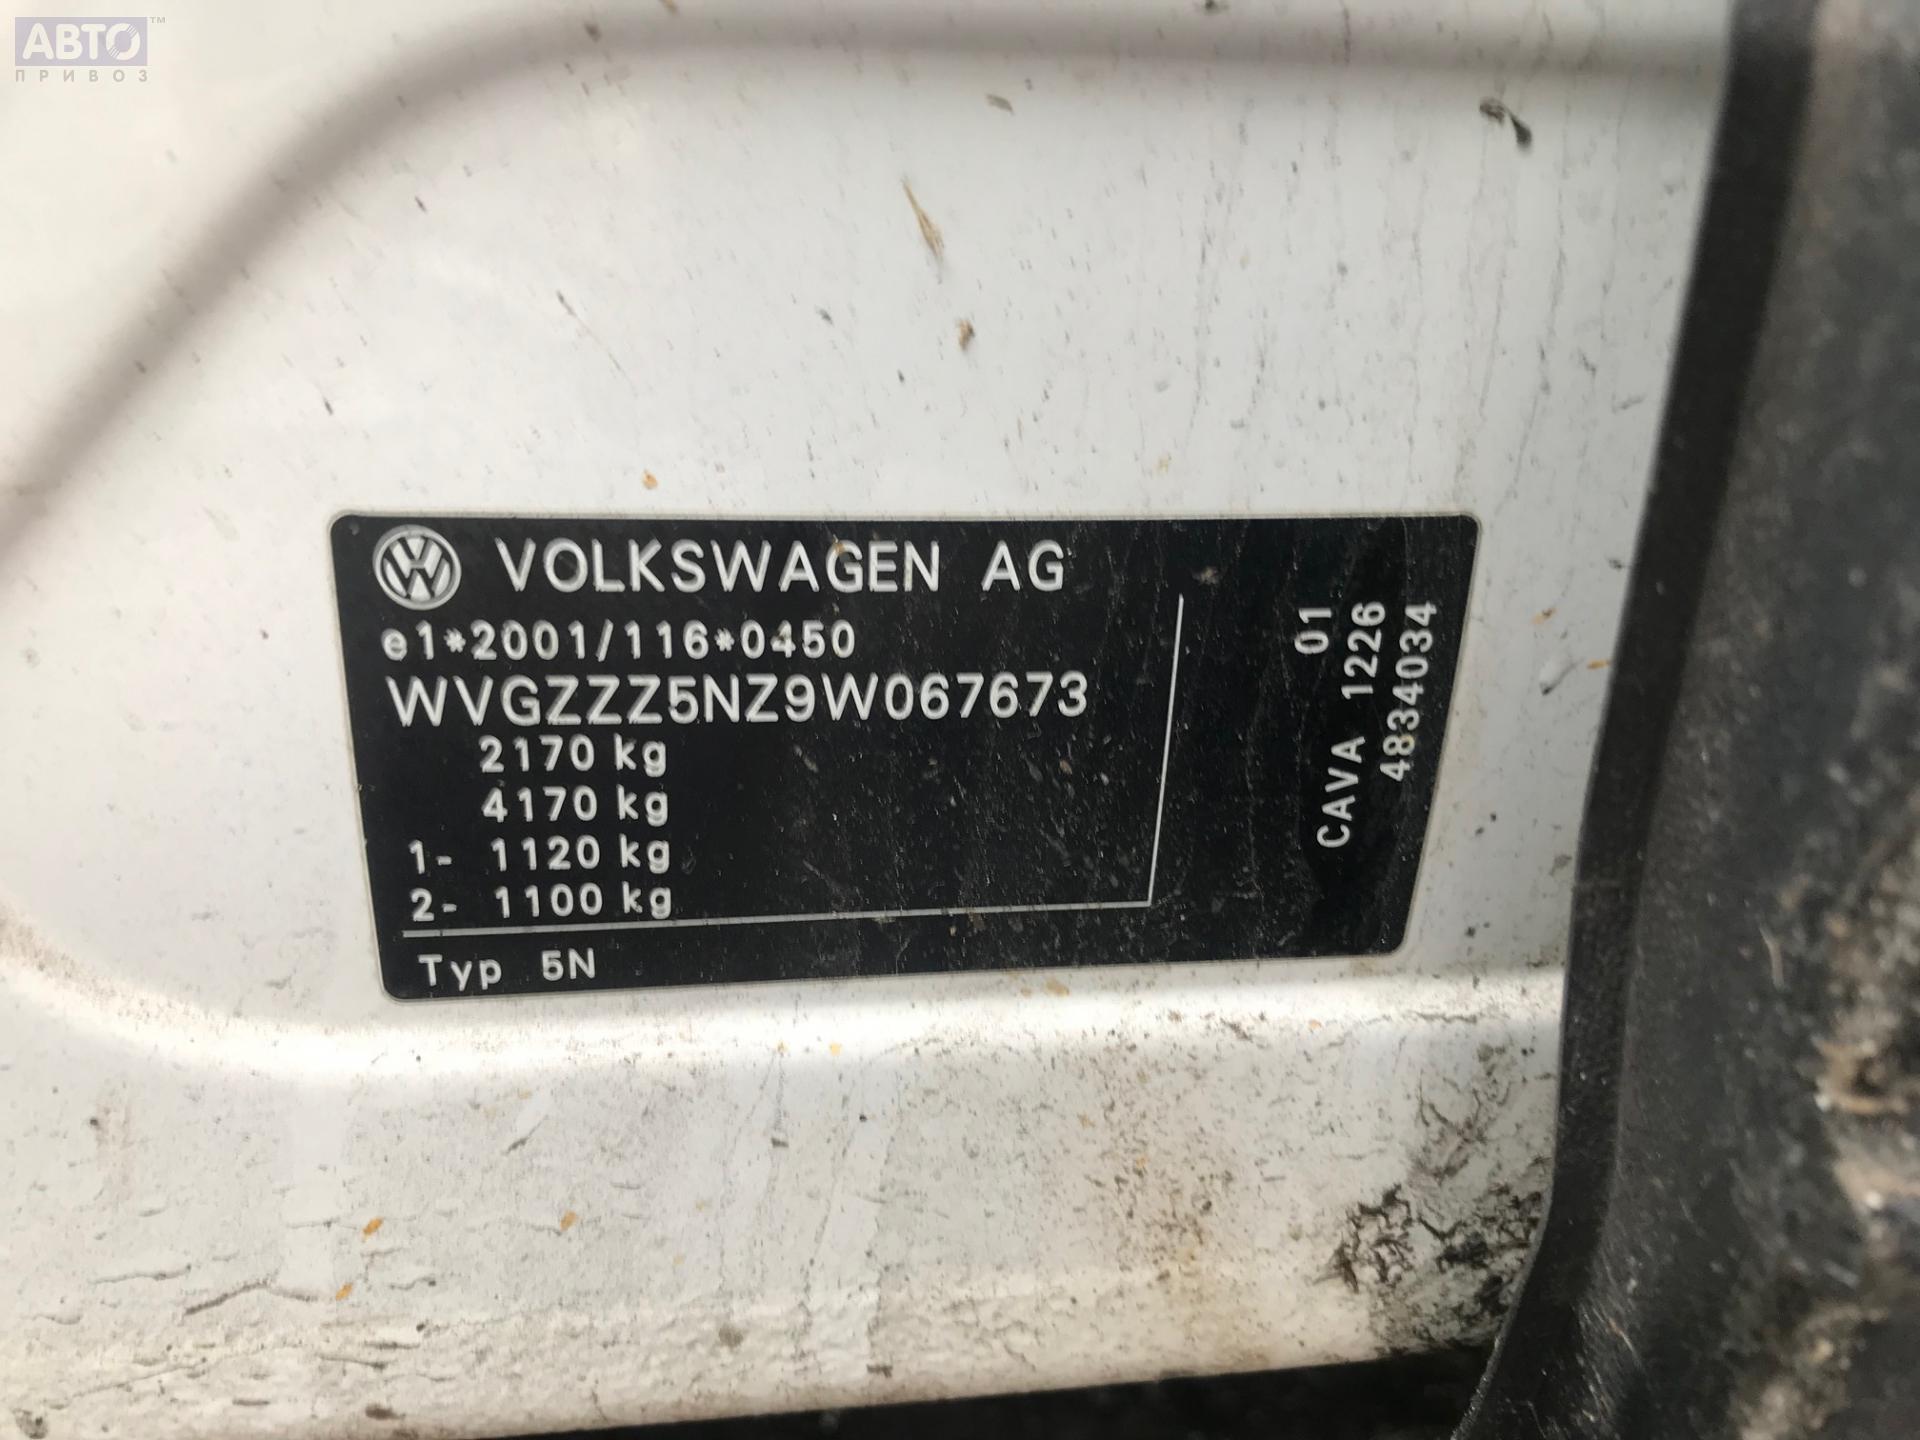 АВТО™
ПРИВОЗ
VOLKSWAGEN AG
e1*2001/116*0450
WVGZZZ5NZ9W067673
2170 kg
4170 kg
1- 1120 kg
2- 1100 kg
Typ 5N
01
CAVA 1226
4834034